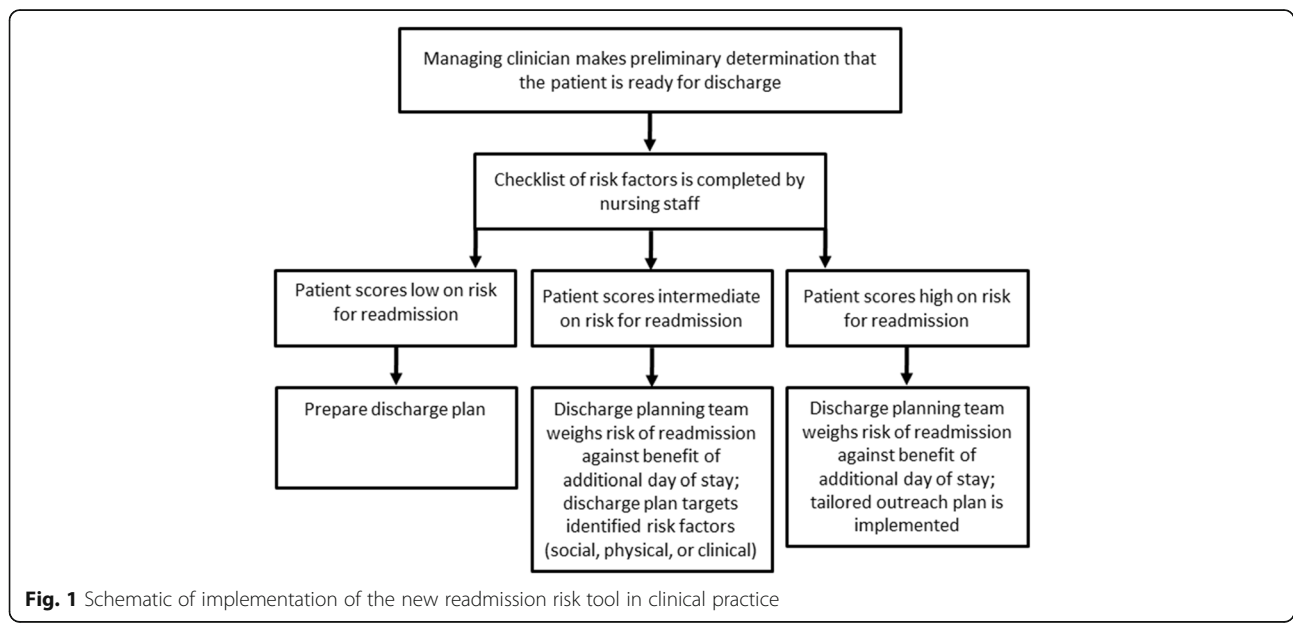 Managing clinician makes preliminary determination that
the patient is ready for discharge
Checklist of risk factors is completed by
nursing staff
Patient scores low on risk
for readmission
Patient scores intermediate
on risk for readmission
Patient scores high on risk
for readmission
Prepare discharge plan
Discharge planning team
weighs risk of readmission
against benefit of
additional day of stay;
discharge plan targets
identified risk factors
(social, physical, or clinical)
Discharge planning team
weighs risk of readmission
against benefit of
additional day of stay;
tailored outreach plan is
implemented
Fig. 1 Schematic of implementation of the new readmission risk tool in clinical practice